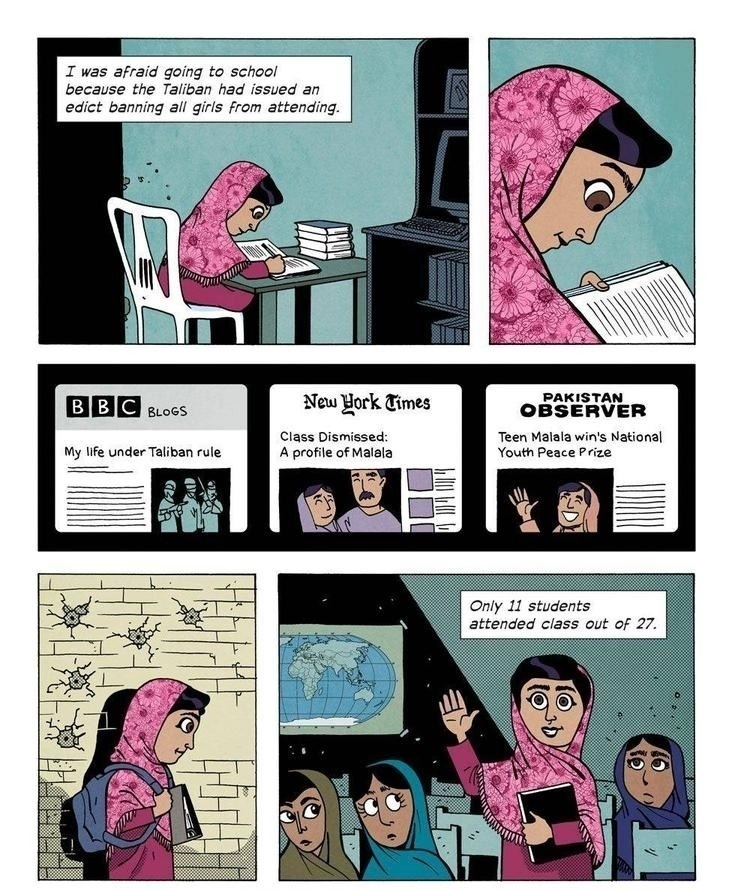 I was afraid going to school
because the Taliban had issued an
edict banning all girls from attending.
BBC BLOGS
My life under Taliban rule
New York Times
Class Dismissed:
A profile of Malala
PAKISTAN
OBSERVER
Teen Malala win's National
Youth Peace Prize
Only 11 students
attended class out of 27.